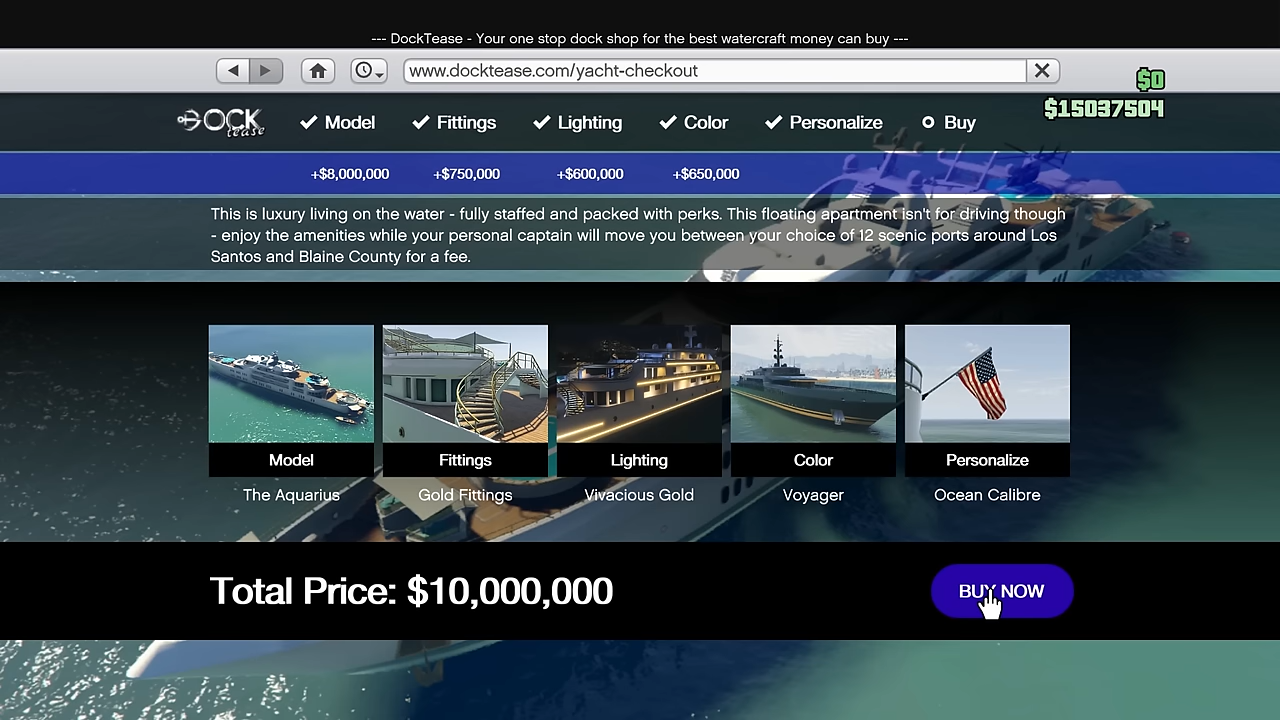 --- DockTease - Your one stop dock shop for the best watercraft money can buy ---
www.docktease.com/yacht-checkout
$0
$15037504
DOCK tease
Model
Fittings
Lighting
Color
Personalize
Buy
+$8,000,000
+$750,000
+$600,000
+$650,000
This is luxury living on the water - fully staffed and packed with perks. This floating apartment isn't for driving though
- enjoy the amenities while your personal captain will move you between your choice of 12 scenic ports around Los
Santos and Blaine County for a fee.
Model
Fittings
Lighting
Color
Personalize
The Aquarius
Gold Fittings
Vivacious Gold
Voyager
Ocean Calibre
Total Price: $10,000,000
BUY NOW